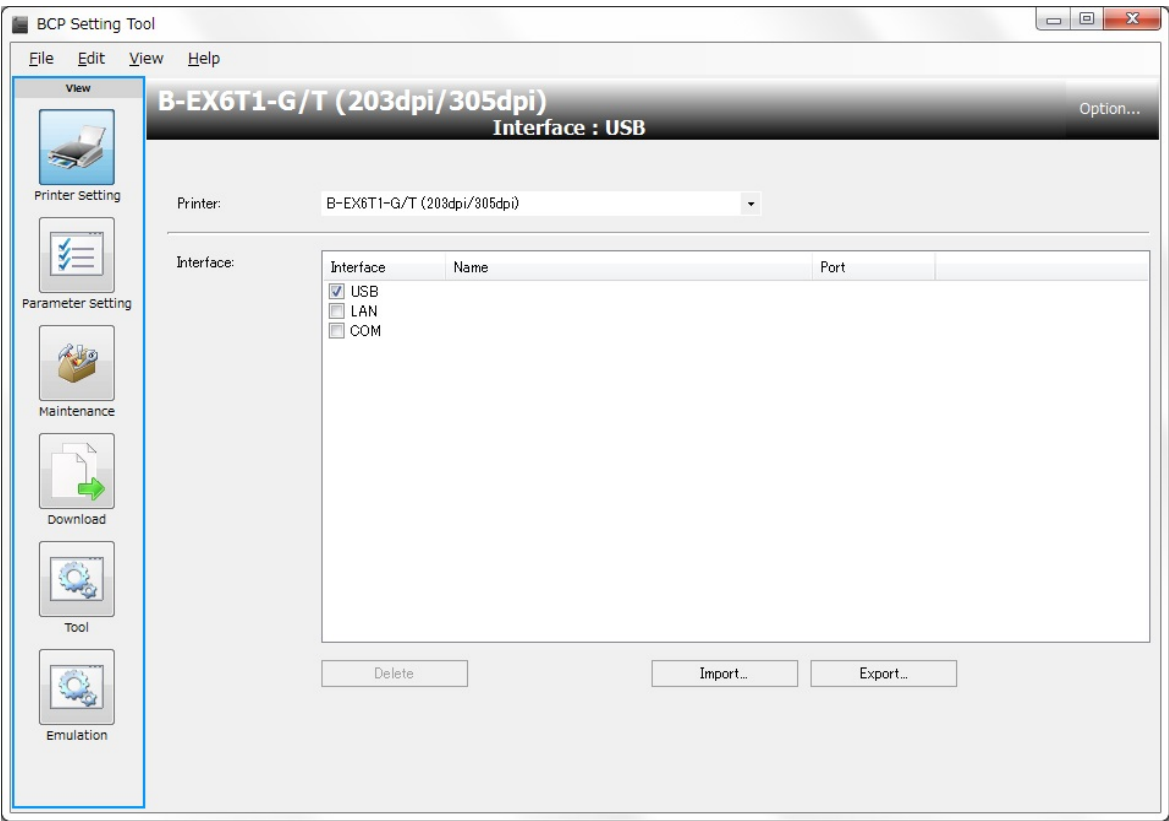 BCP Setting Tool
File Edit View Help
View
B-EX6T1-G/T (203dpi/305dpi)
Interface : USB
Option...
Printer Setting
Parameter Setting
Maintenance
Download
Tool
Emulation
Printer: B-EX6T1-G/T (203dpi/305dpi)
Interface:
Interface Name Port
USB
LAN
COM
Delete Import... Export...